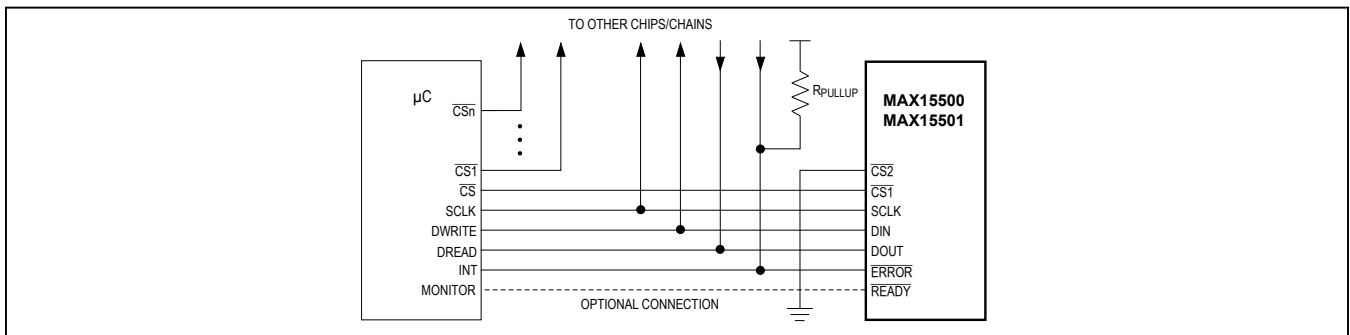 TO OTHER CHIPS/CHAINS
µC
CSn
CS1
CS
SCLK
DWRITE
DREAD
INT
MONITOR
OPTIONAL CONNECTION
RPULLUP
MAX15500
MAX15501
CS2
CS1
SCLK
DIN
DOUT
ERROR
READY